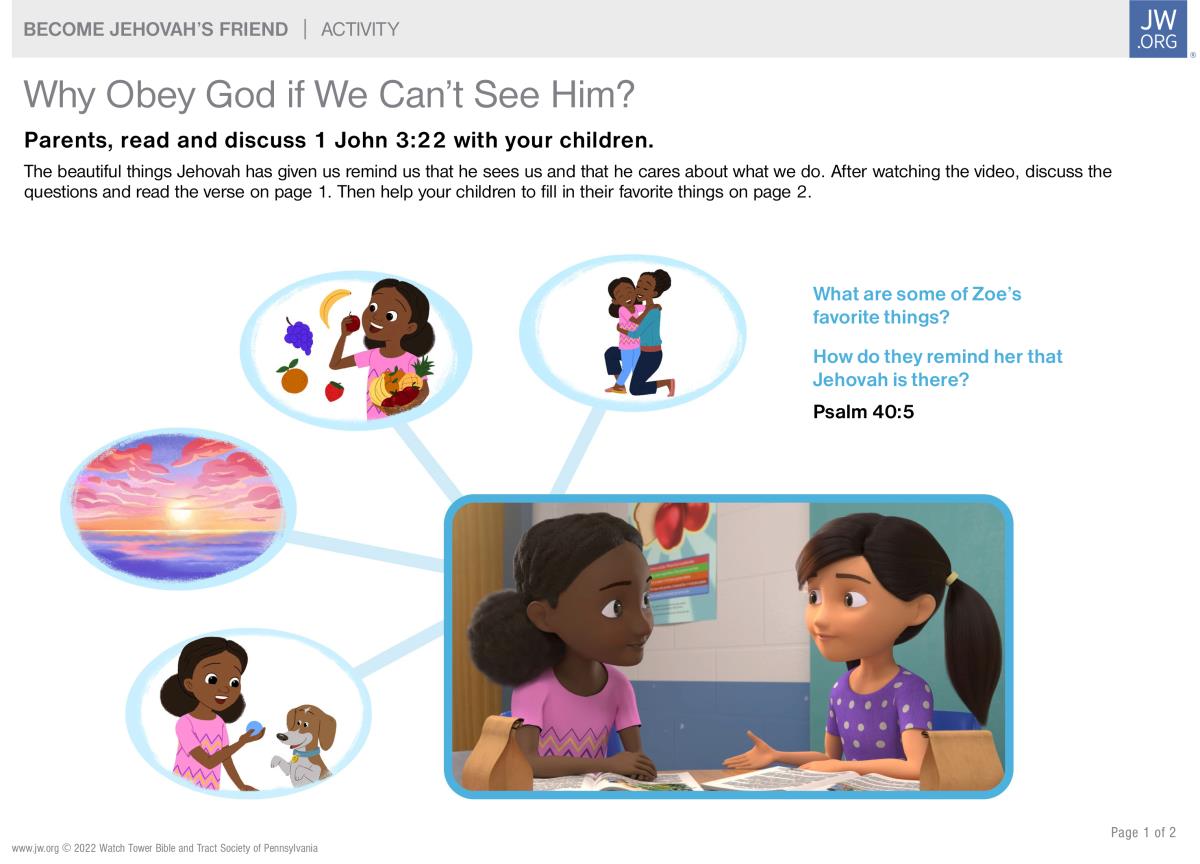 BECOME JEHOVAH'S FRIEND | ACTIVITY
JW
.ORG
®
Why Obey God if We Can't See Him?
Parents, read and discuss 1 John 3:22 with your children.
The beautiful things Jehovah has given us remind us that he sees us and that he cares about what we do. After watching the video, discuss the
questions and read the verse on page 1. Then help your children to fill in their favorite things on page 2.
What are some of Zoe's
favorite things?
How do they remind her that
Jehovah is there?
Psalm 40:5
Page 1 of 2
www.jw.org © 2022 Watch Tower Bible and Tract Society of Pennsylvania